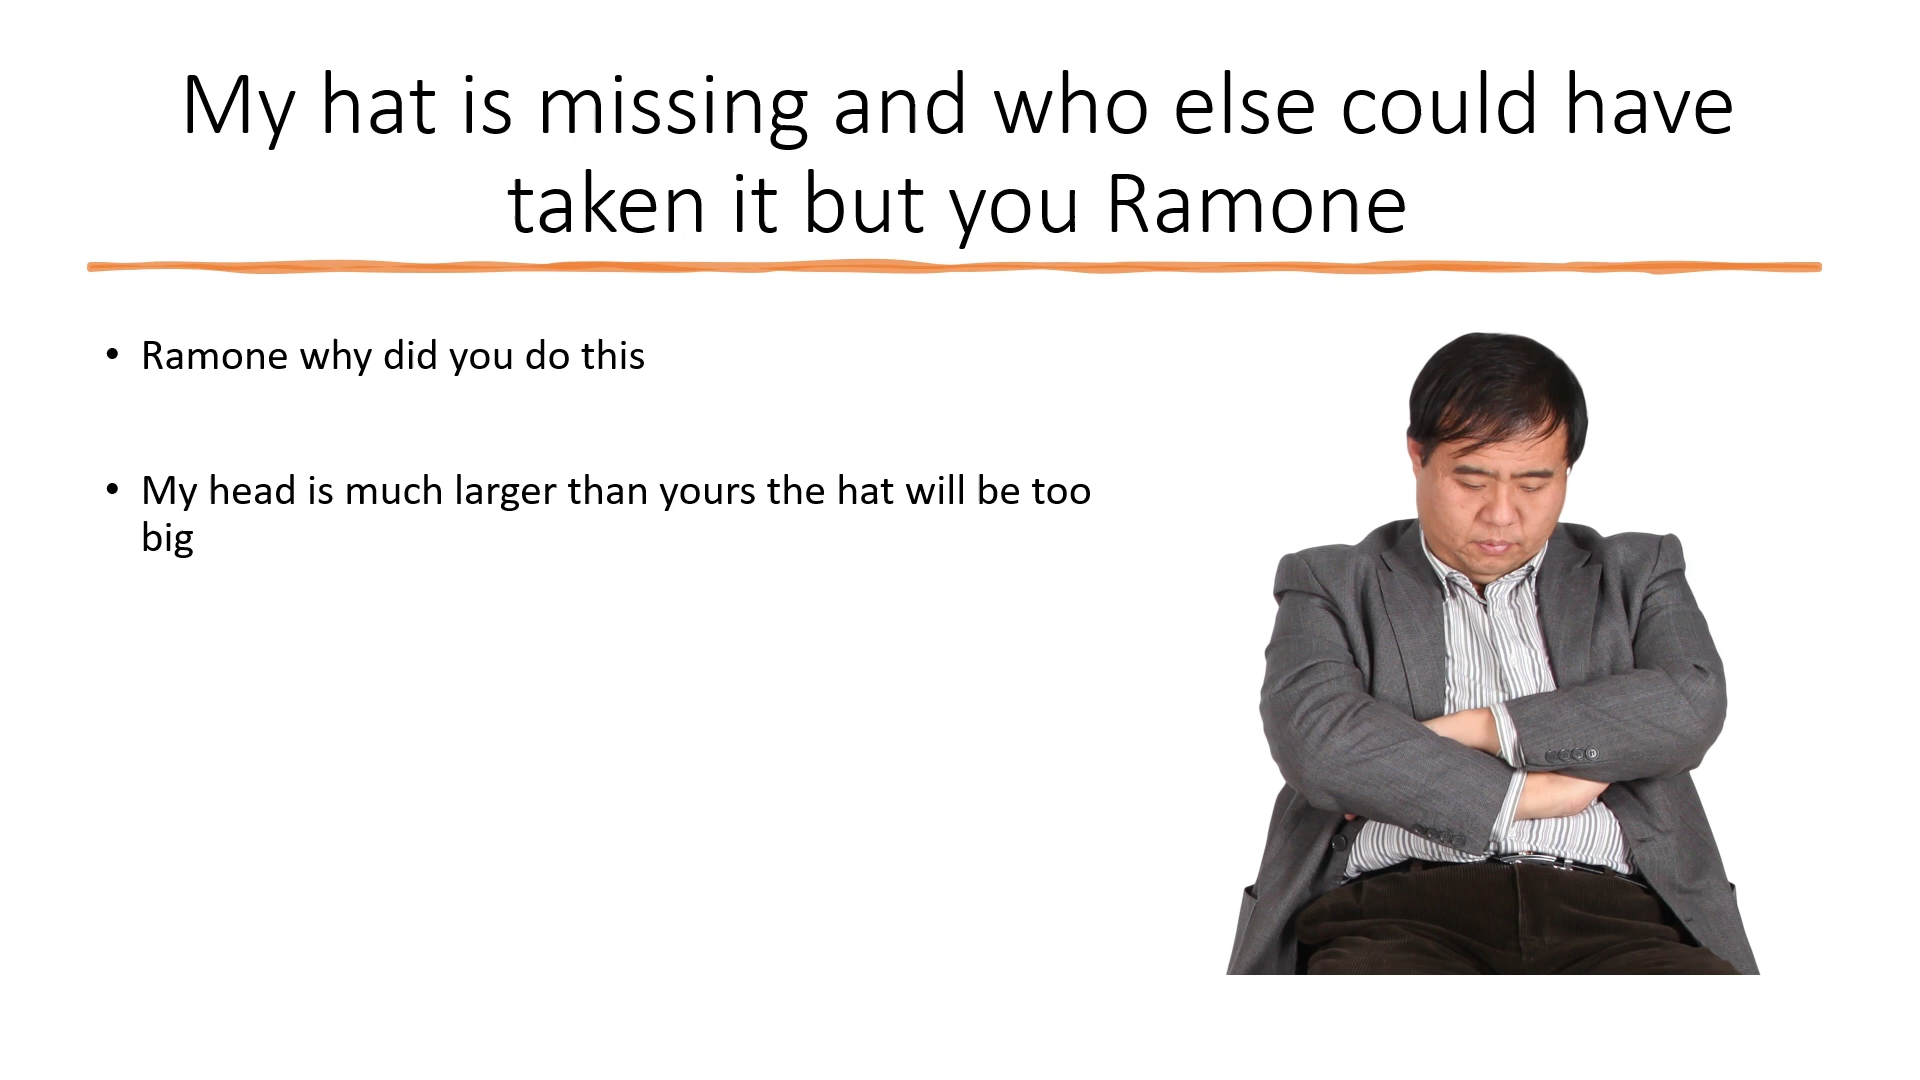 My hat is missing and who else could have
taken it but you Ramone
• Ramone why did you do this
• My head is much larger than yours the hat will be too
big